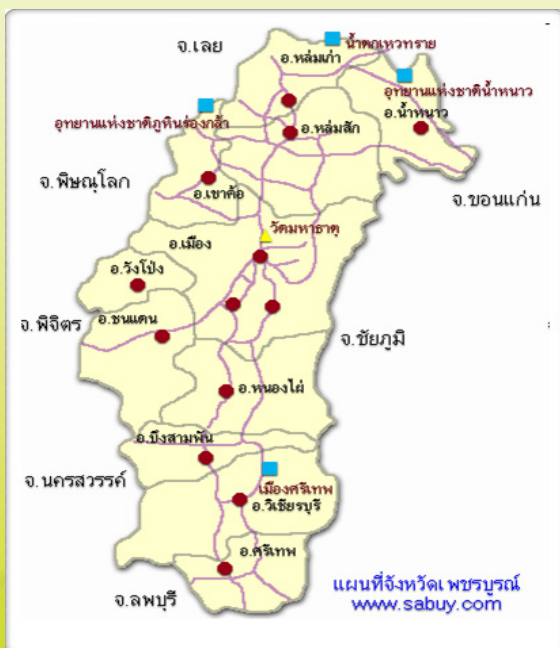 จ.เลย
น้ำตกเหวทราย
อ.หล่มเก่า
อุทยานแห่งชาติน้ำหนาว
อ.น้ำหนาว
อุทยานแห่งชาติภูหินร่องกล้า
อ.หล่มสัก
จ.พิษณุโลก
อ.เขาค้อ
จ.ขอนแก่น
วัดมหาธาตุ
อ.เมือง
อ.วังโป่ง
จ.พิจิตร
อ.ชนแดน
จ.ชัยภูมิ
อ.หนองไผ่
อ.บึงสามพัน
จ.นครสวรรค์
เมืองศรีเทพ
อ.วิเชียรบุรี
อ.ศรีเทพ
จ.ลพบุรี
แผนที่จังหวัดเพชรบูรณ์
www.sabuy.com